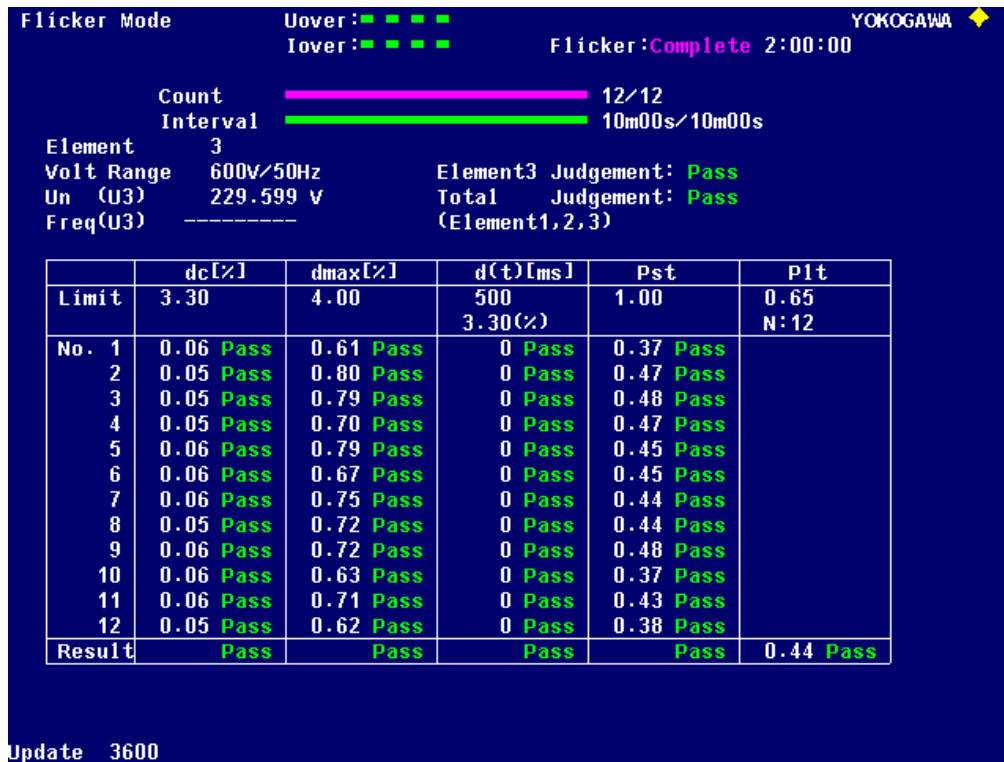 Flicker Mode Uover: YOKOGAWA
Iover: Flicker:Complete 2:00:00
Count 12/12
Interval 10m00s/10m00s
Element 3
Volt Range 600V/50Hz Element3 Judgement: Pass
Un (U3) 229.599 V Total Judgement: Pass
Freq(U3) --------- (Element1,2,3)
dc[%] dmax[%] d(t)[ms] Pst Plt
Limit 3.30 4.00 500 1.00 0.65
3.30(%) N:12
No. 1 0.06 Pass 0.61 Pass 0 Pass 0.37 Pass
2 0.05 Pass 0.80 Pass 0 Pass 0.47 Pass
3 0.05 Pass 0.79 Pass 0 Pass 0.48 Pass
4 0.05 Pass 0.70 Pass 0 Pass 0.47 Pass
5 0.06 Pass 0.79 Pass 0 Pass 0.45 Pass
6 0.06 Pass 0.67 Pass 0 Pass 0.45 Pass
7 0.06 Pass 0.75 Pass 0 Pass 0.44 Pass
8 0.05 Pass 0.72 Pass 0 Pass 0.44 Pass
9 0.06 Pass 0.72 Pass 0 Pass 0.48 Pass
10 0.06 Pass 0.63 Pass 0 Pass 0.37 Pass
11 0.06 Pass 0.71 Pass 0 Pass 0.43 Pass
12 0.05 Pass 0.62 Pass 0 Pass 0.38 Pass
Result Pass Pass Pass Pass 0.44 Pass
Update 3600